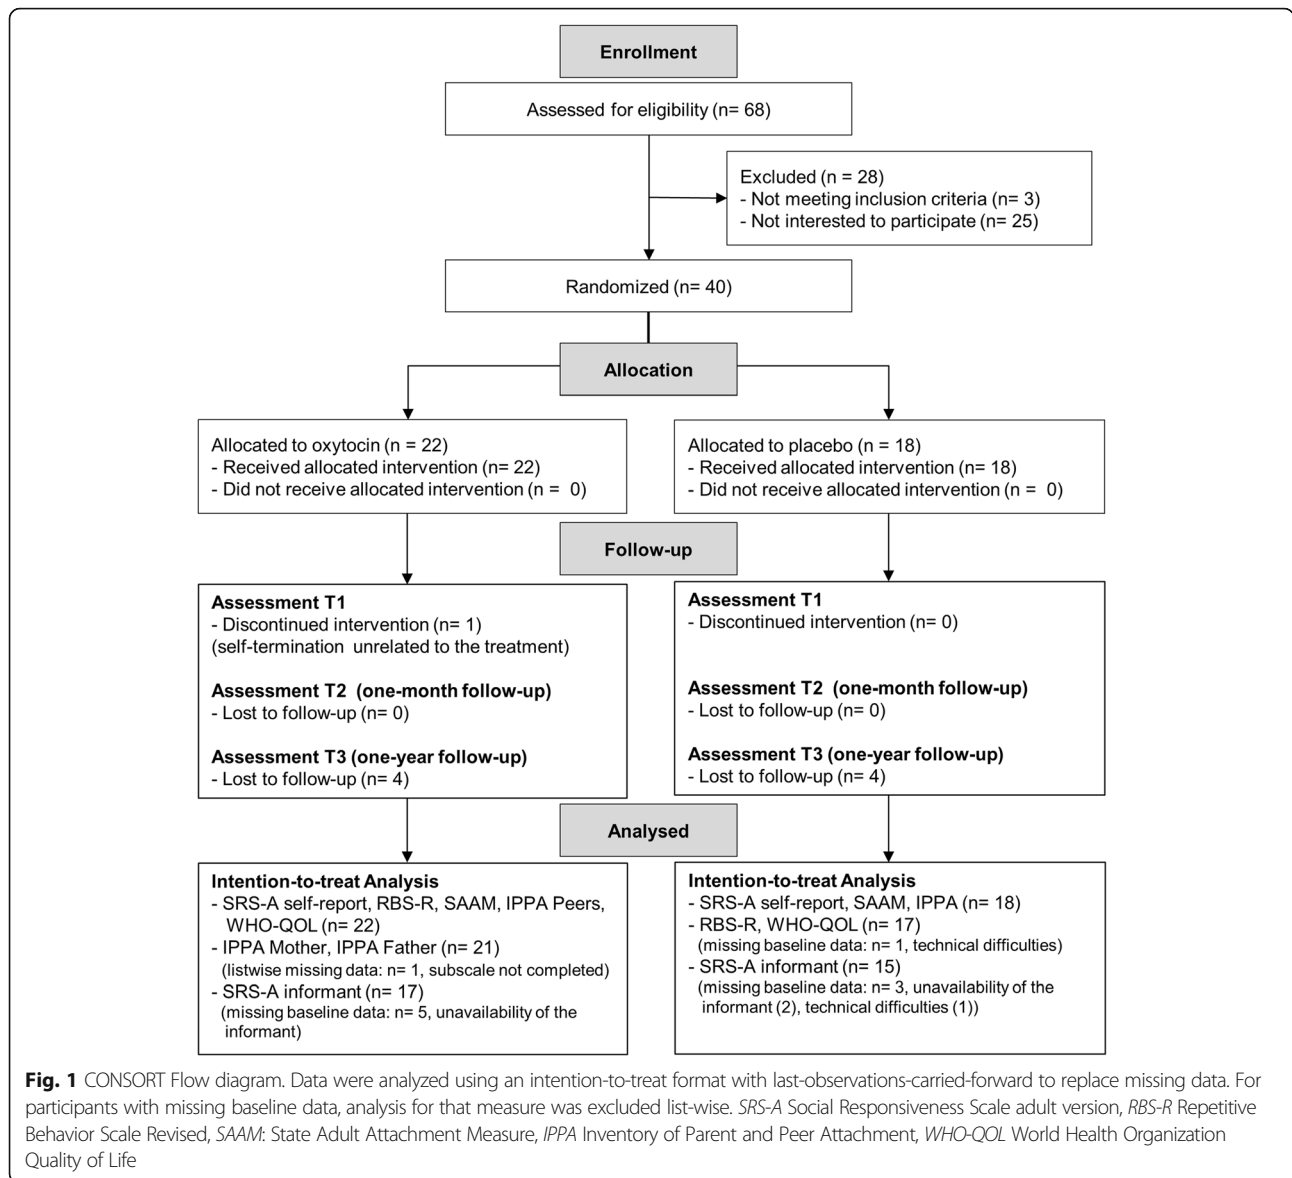 Enrollment
Assessed for eligibility (n= 68)
Excluded (n = 28)
- Not meeting inclusion criteria (n= 3)
- Not interested to participate (n= 25)
Randomized (n= 40)
Allocation
Allocated to oxytocin (n = 22)
- Received allocated intervention (n= 22)
- Did not receive allocated intervention (n =  0)
Allocated to placebo (n = 18)
- Received allocated intervention (n= 18)
- Did not receive allocated intervention (n =  0)
Follow-up
Assessment T1
- Discontinued intervention (n= 1)
(self-termination  unrelated to the treatment)
Assessment T2  (one-month follow-up)
- Lost to follow-up (n= 0)
Assessment T3 (one-year follow-up)
- Lost to follow-up (n= 4)
Assessment T1
- Discontinued intervention (n= 0)
Assessment T2  (one-month follow-up)
- Lost to follow-up (n= 0)
Assessment T3 (one-year follow-up)
- Lost to follow-up (n= 4)
Analysed
Intention-to-treat Analysis
- SRS-A self-report, RBS-R, SAAM, IPPA Peers,
WHO-QOL (n= 22)
- IPPA Mother, IPPA Father (n= 21)
(listwise missing data: n= 1, subscale not completed)
- SRS-A informant (n= 17)
(missing baseline data: n= 5, unavailability of the
informant)
Intention-to-treat Analysis
- SRS-A self-report, SAAM, IPPA (n= 18)
- RBS-R, WHO-QOL (n= 17)
(missing baseline data: n= 1, technical difficulties)
- SRS-A informant (n= 15)
(missing baseline data: n= 3, unavailability of the
informant (2), technical difficulties (1))
Fig. 1 CONSORT Flow diagram. Data were analyzed using an intention-to-treat format with last-observations-carried-forward to replace missing data. For
participants with missing baseline data, analysis for that measure was excluded list-wise. SRS-A Social Responsiveness Scale adult version, RBS-R Repetitive
Behavior Scale Revised, SAAM: State Adult Attachment Measure, IPPA Inventory of Parent and Peer Attachment, WHO-QOL World Health Organization
Quality of Life